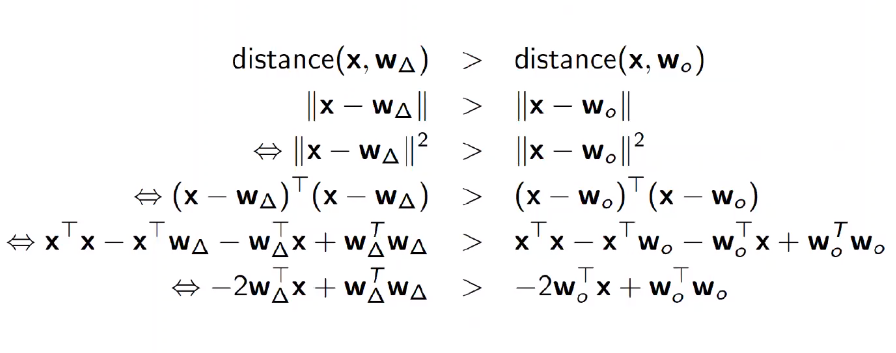 distance(𝐱, 𝐰_Δ) > distance(𝐱, 𝐰_o)
‖𝐱 − 𝐰_Δ‖ > ‖𝐱 − 𝐰_o‖
⇔ ‖𝐱 − 𝐰_Δ‖² > ‖𝐱 − 𝐰_o‖²
⇔ (𝐱 − 𝐰_Δ)^⊤(𝐱 − 𝐰_Δ) > (𝐱 − 𝐰_o)^⊤(𝐱 − 𝐰_o)
⇔ 𝐱^⊤𝐱 − 𝐱^⊤𝐰_Δ − 𝐰_Δ^⊤𝐱 + 𝐰_Δ^T𝐰_Δ > 𝐱^⊤𝐱 − 𝐱^⊤𝐰_o − 𝐰_o^⊤𝐱 + 𝐰_o^T𝐰_o
⇔ −2𝐰_Δ^⊤𝐱 + 𝐰_Δ^T𝐰_Δ > −2𝐰_o^⊤𝐱 + 𝐰_o^⊤𝐰_o